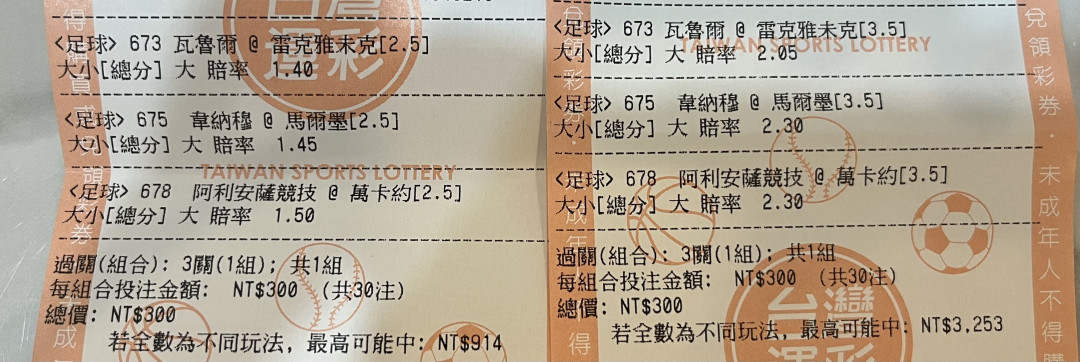 <足球> 673 瓦魯爾 @ 雷克雅未克[2.5]
大小[總分] 大 賠率 1.40
<足球> 675 韋納穆 @ 馬爾墨[2.5]
大小[總分] 大 賠率 1.45
TAIWAN SPORTS LOTTERY
<足球> 678 阿利安薩競技 @ 萬卡約[2.5]
大小[總分] 大 賠率 1.50
過關(組合): 3關(1組); 共1組
每組合投注金額: NT$300 (共30注)
總價: NT$300
若全數為不同玩法, 最高可能中: NT$914
<足球> 673 瓦魯爾 @ 雷克雅未克[3.5]
TAIWAN SPORTS LOTTERY
大小[總分] 大 賠率 2.05
<足球> 675 韋納穆 @ 馬爾墨[3.5]
大小[總分] 大 賠率 2.30
<足球> 678 阿利安薩競技 @ 萬卡約[3.5]
大小[總分] 大 賠率 2.30
過關(組合): 3關(1組); 共1組
每組合投注金額: NT$300 (共30注)
總價: NT$300
若全數為不同玩法, 最高可能中: NT$3,253
台灣
運彩
兌領彩券．未成年人不得購